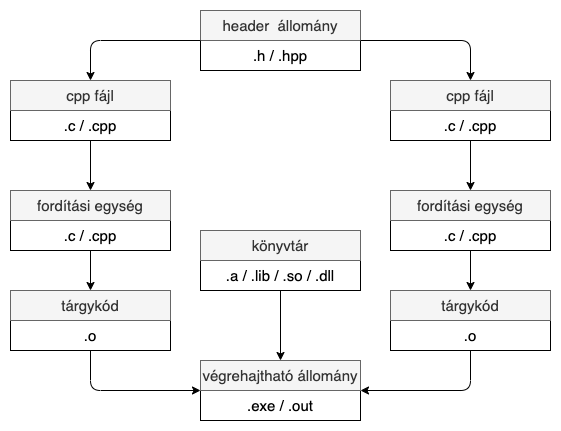 header állomány
.h / .hpp
cpp fájl
.c / .cpp
cpp fájl
.c / .cpp
fordítási egység
.c / .cpp
fordítási egység
.c / .cpp
könyvtár
.a / .lib / .so / .dll
tárgykód
.o
tárgykód
.o
végrehajtható állomány
.exe / .out